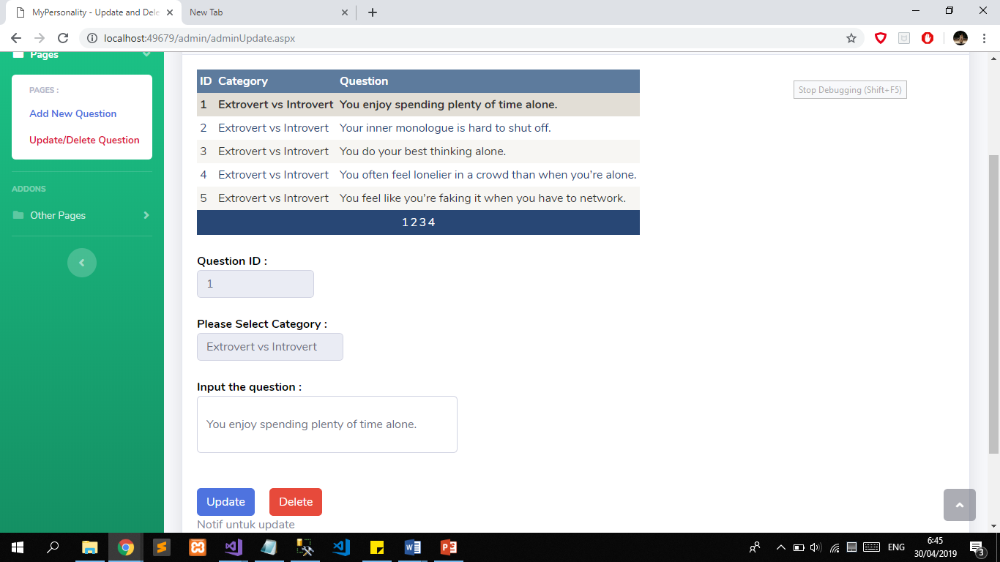 MyPersonality - Update and Dele
New Tab
localhost:49679/admin/adminUpdate.aspx
Pages
PAGES :
Add New Question
Update/Delete Question
ADDONS
Other Pages
ID Category Question
1 Extrovert vs Introvert You enjoy spending plenty of time alone.
2 Extrovert vs Introvert Your inner monologue is hard to shut off.
3 Extrovert vs Introvert You do your best thinking alone.
4 Extrovert vs Introvert You often feel lonelier in a crowd than when you're alone.
5 Extrovert vs Introvert You feel like you’re faking it when you have to network.
1 2 3 4
Stop Debugging (Shift+F5)
Question ID :
1
Please Select Category :
Extrovert vs Introvert
Input the question :
You enjoy spending plenty of time alone.
Update Delete
Notif untuk update
ENG
6:45
30/04/2019
3